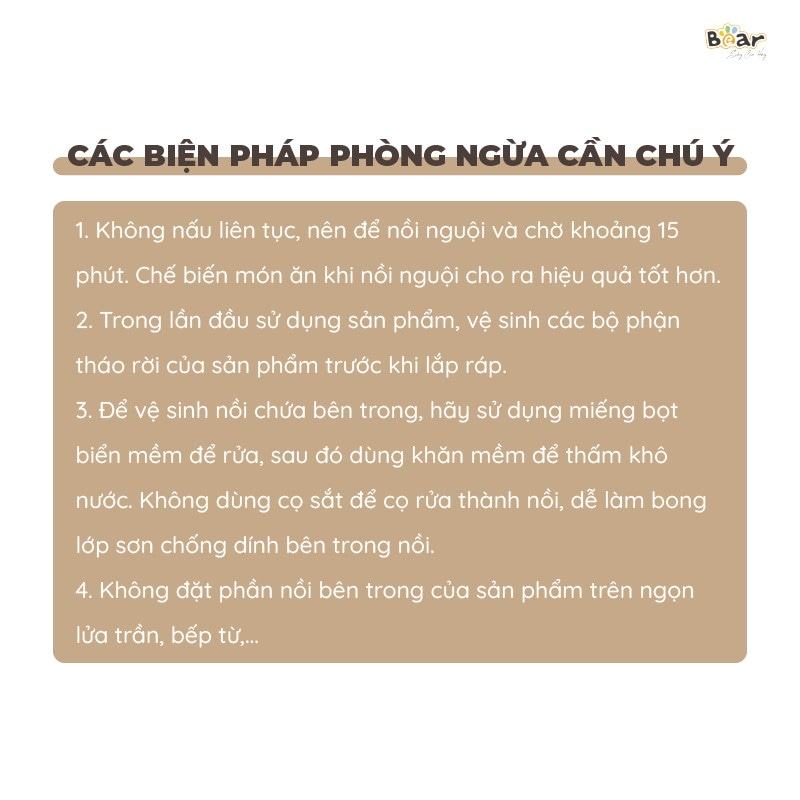 Bear
CÁC BIỆN PHÁP PHÒNG NGỪA CẦN CHÚ Ý
1. Không nấu liên tục, nên để nồi nguội và chờ khoảng 15
phút. Chế biến món ăn khi nồi nguội cho ra hiệu quả tốt hơn.
2. Trong lần đầu sử dụng sản phẩm, vệ sinh các bộ phận
tháo rời của sản phẩm trước khi lắp ráp.
3. Để vệ sinh nồi chứa bên trong, hãy sử dụng miếng bọt
biển mềm để rửa, sau đó dùng khăn mềm để thấm khô
nước. Không dùng cọ sắt để cọ rửa thành nồi, dễ làm bong
lớp sơn chống dính bên trong nồi.
4. Không đặt phần nồi bên trong của sản phẩm trên ngọn
lửa trần, bếp từ,...